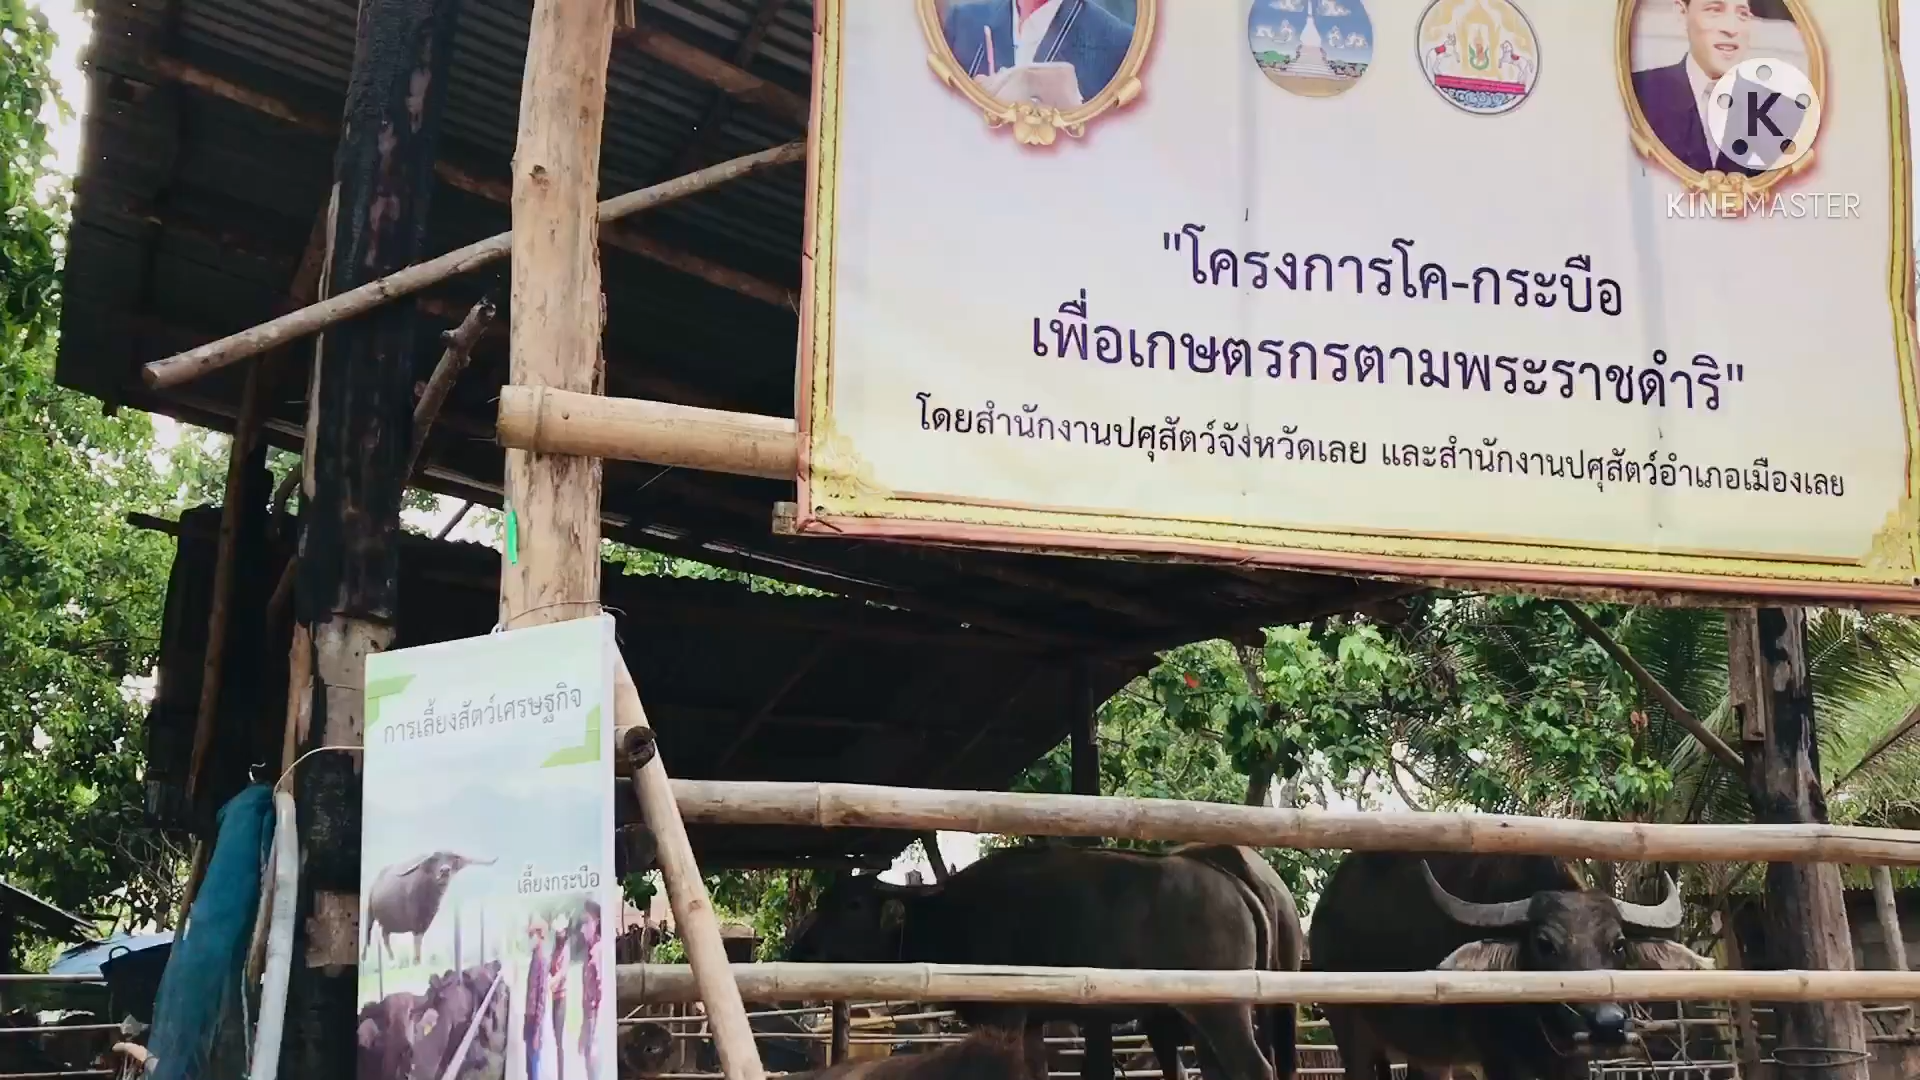 "โครงการโค-กระบือ
เพื่อเกษตรกรตามพระราชดำริ"
โดยสำนักงานปศุสัตว์จังหวัดเลย และสำนักงานปศุสัตว์อำเภอเมืองเลย
K
KINEMASTER
การเลี้ยงสัตว์เศรษฐกิจ
เลี้ยงกระบือ